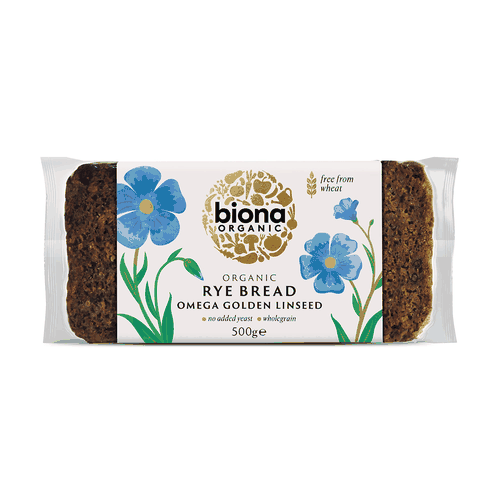 biona
ORGANIC
free from
wheat
ORGANIC
RYE BREAD
OMEGA GOLDEN LINSEED
• no added yeast • wholegrain
500g℮